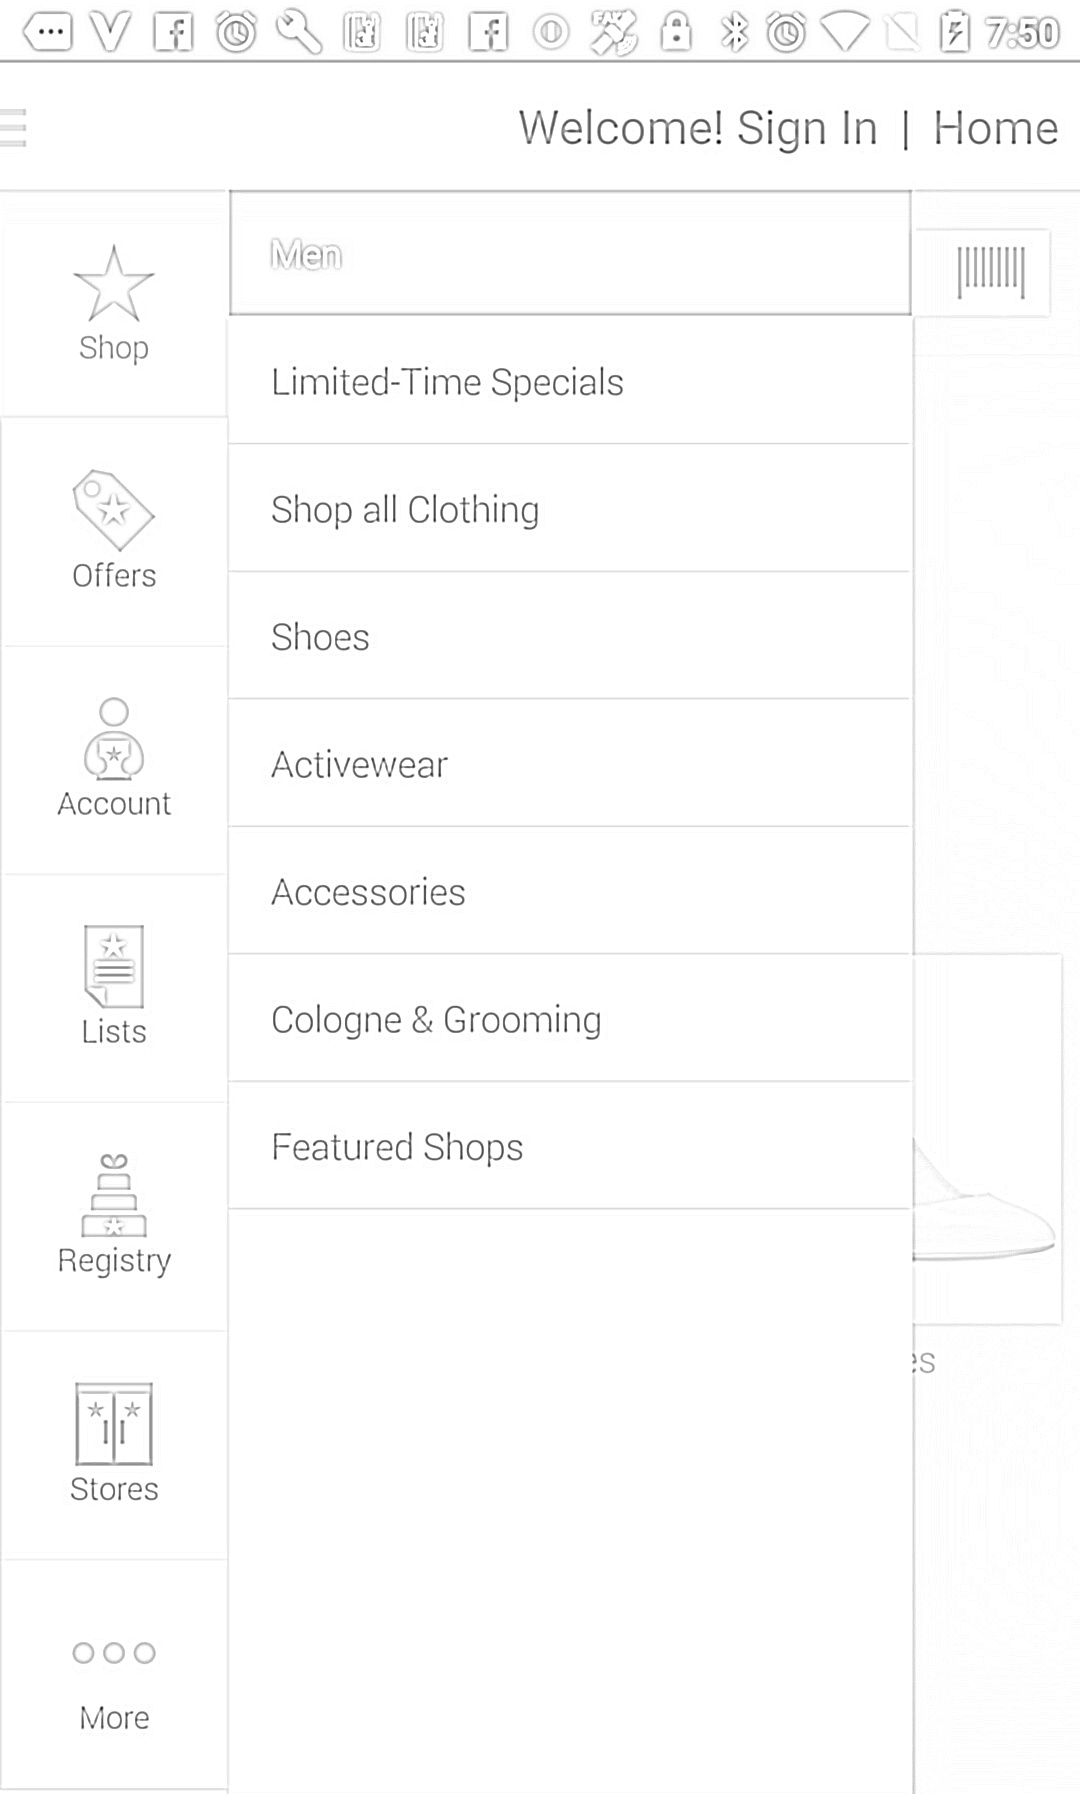 7:50
Welcome! Sign In | Home
Men
Shop
Limited-Time Specials
Shop all Clothing
Offers
Shoes
Activewear
Account
Accessories
Lists
Cologne & Grooming
Featured Shops
Registry
es
Stores
More